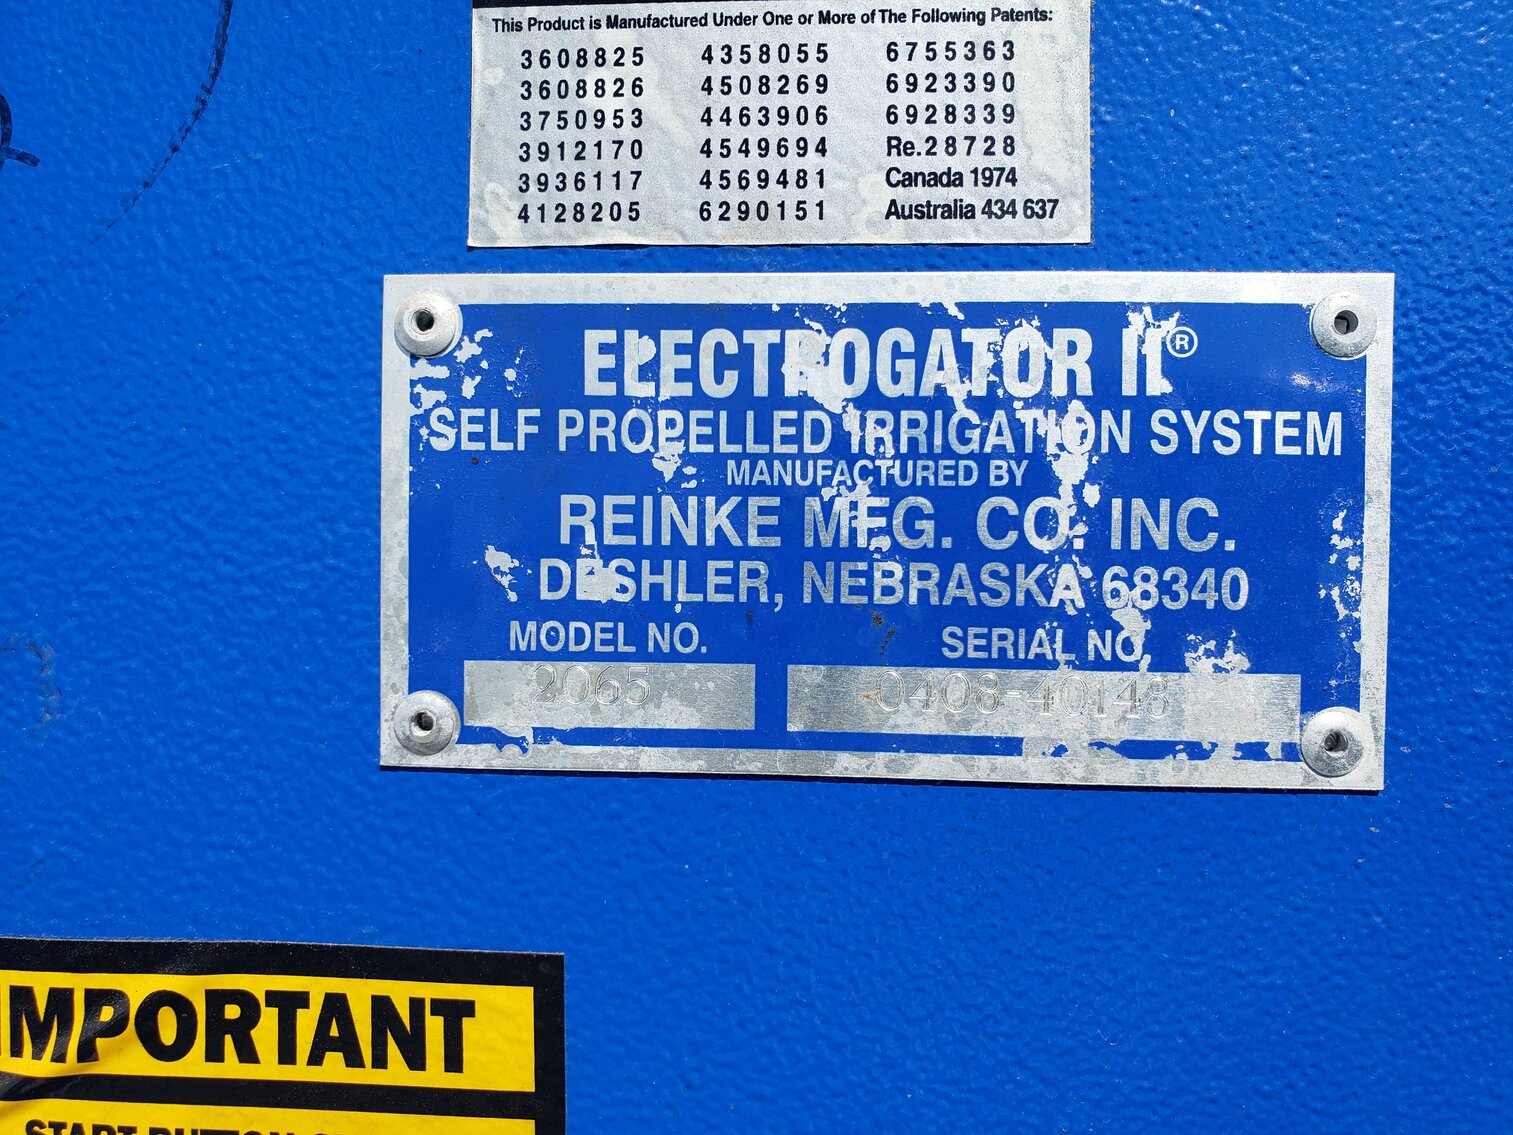 This Product is Manufactured Under One or More of The Following Patents:
3608825 4358055 6755363
3608826 4508269 6923390
3750953 4463906 6928339
3912170 4549694 Re.28728
3936117 4569481 Canada 1974
4128205 6290151 Australia 434 637
ELECTROGATOR II®
SELF PROPELLED IRRIGATION SYSTEM
MANUFACTURED BY
REINKE MFG. CO. INC.
DESHLER, NEBRASKA 68340
MODEL NO. SERIAL NO.
2065 0408-40148
IMPORTANT
START BUTTON